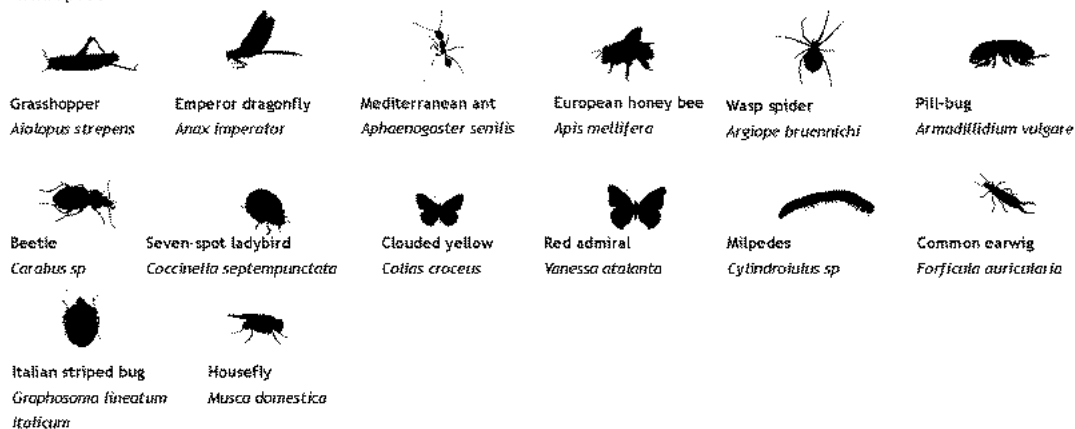 Grasshopper
Aiolopus strepens
Emperor dragonfly
Anax imperator
Mediterranean ant
Aphaenogaster senilis
European honey bee
Apis mellifera
Wasp spider
Argiope bruennichi
Pill-bug
Armadillidium vulgare
Beetle
Carabus sp
Seven-spot ladybird
Coccinella septempunctata
Clouded yellow
Colias croceus
Red admiral
Vanessa atalanta
Milpedes
Cylindroiulus sp
Common earwig
Forficula auricularia
Italian striped bug
Graphosoma lineatum
italicum
Housefly
Musca domestica